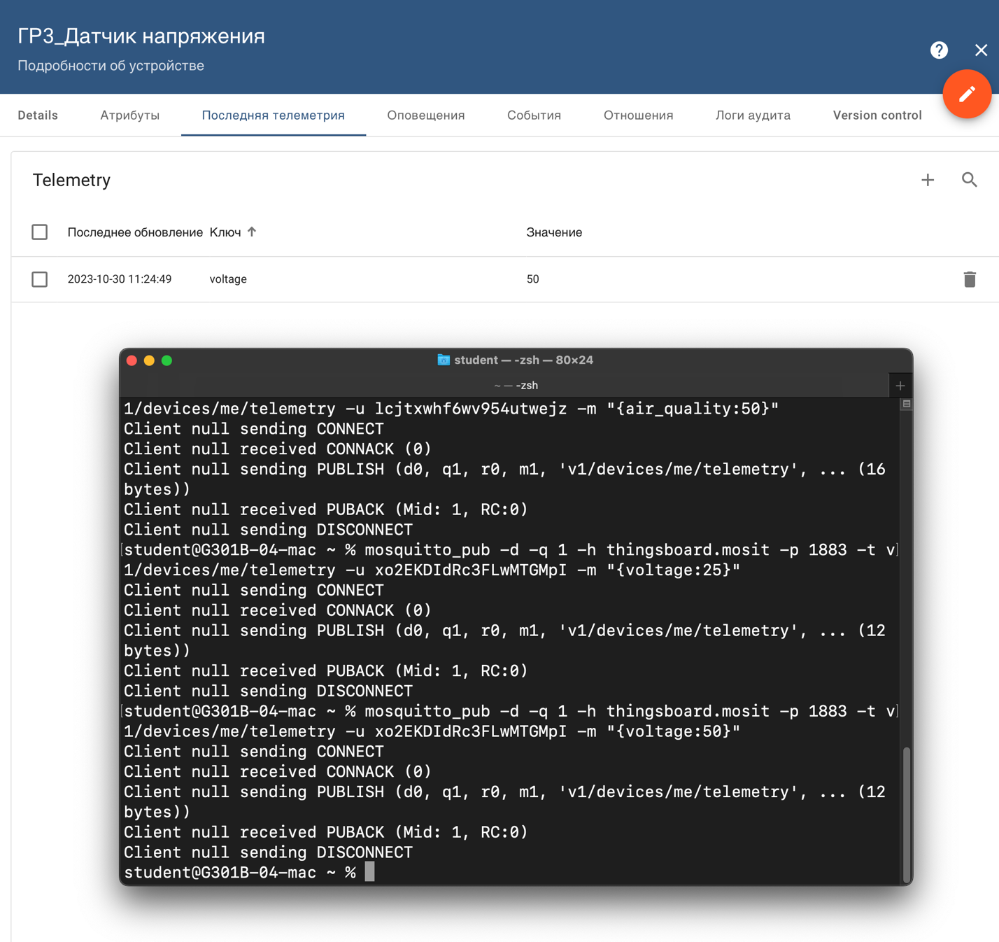 ГР3_Датчик напряжения
Подробности об устройстве
Details Атрибуты Последняя телеметрия Оповещения События Отношения Логи аудита Version control
Telemetry
Последнее обновление Ключ Значение
2023-10-30 11:24:49 voltage 50
student — -zsh — 80×24
~ — -zsh
1/devices/me/telemetry -u lcjtxwhf6wv954utwejz -m "{air_quality:50}"
Client null sending CONNECT
Client null received CONNACK (0)
Client null sending PUBLISH (d0, q1, r0, m1, 'v1/devices/me/telemetry', ... (16
bytes))
Client null received PUBACK (Mid: 1, RC:0)
Client null sending DISCONNECT
[student@G301B-04-mac ~ % mosquitto_pub -d -q 1 -h thingsboard.mosit -p 1883 -t v]
1/devices/me/telemetry -u xo2EKDIdRc3FLwMTGMpI -m "{voltage:25}"
Client null sending CONNECT
Client null received CONNACK (0)
Client null sending PUBLISH (d0, q1, r0, m1, 'v1/devices/me/telemetry', ... (12
bytes))
Client null received PUBACK (Mid: 1, RC:0)
Client null sending DISCONNECT
[student@G301B-04-mac ~ % mosquitto_pub -d -q 1 -h thingsboard.mosit -p 1883 -t v]
1/devices/me/telemetry -u xo2EKDIdRc3FLwMTGMpI -m "{voltage:50}"
Client null sending CONNECT
Client null received CONNACK (0)
Client null sending PUBLISH (d0, q1, r0, m1, 'v1/devices/me/telemetry', ... (12
bytes))
Client null received PUBACK (Mid: 1, RC:0)
Client null sending DISCONNECT
student@G301B-04-mac ~ %